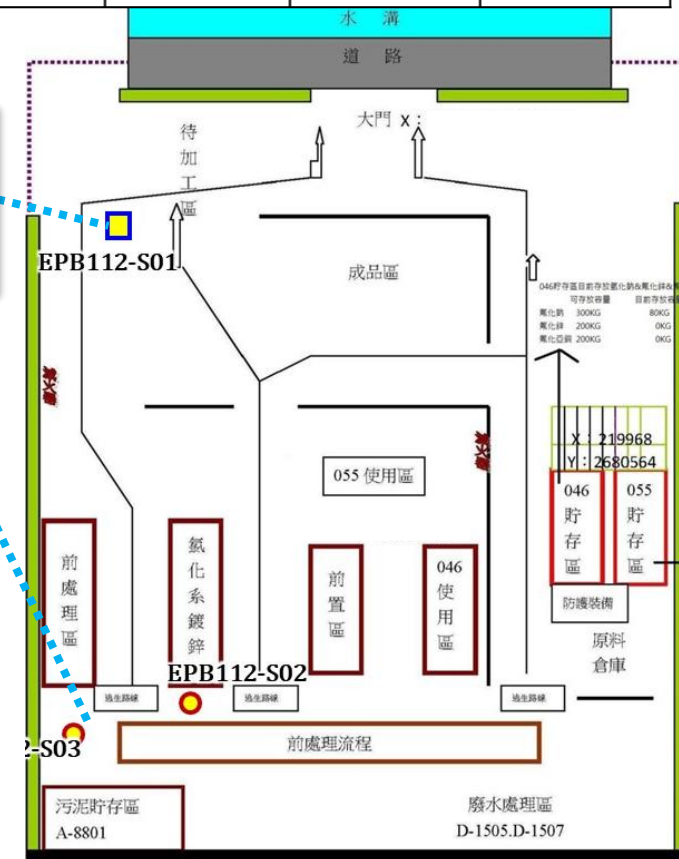 水 溝
道 路
大門 X：
待
加
工
區
EPB112-S01
成品區
046貯存區目前存放氰化鈉&氰化鋅&
可存放容量 目前存放容
氰化鈉 300KG 80KG
氰化鋅 200KG 0KG
氰化亞銅 200KG 0KG
滅火器
滅火器
X：219968
Y：2680564
055 使用區
046
貯
存
區
055
貯
存
區
前
處
理
區
氰
化
系
鍍
鋅
前
置
區
046
使
用
區
防護裝備
原料
倉庫
EPB112-S02
逃生路線
逃生路線
逃生路線
2-S03
前處理流程
污泥貯存區
A-8801
廢水處理區
D-1505.D-1507